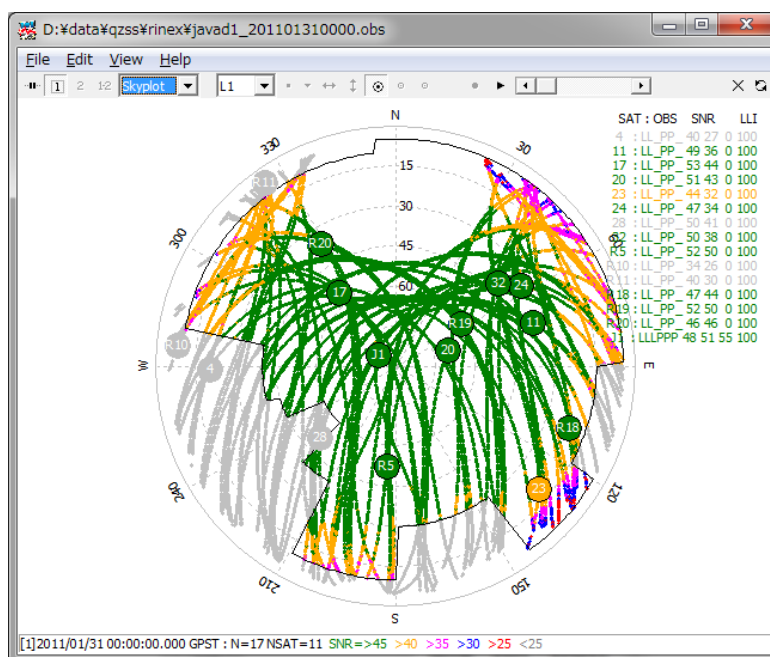 D:¥data¥qzss¥rinex¥javad1_201101310000.obs
File Edit View Help
1 2 1-2 Skyplot L1
SAT : OBS SNR LLI
4 : LL_PP_ 40 27 0 100
11 : LL_PP_ 49 36 0 100
17 : LL_PP_ 53 44 0 100
20 : LL_PP_ 51 43 0 100
23 : LL_PP_ 44 32 0 100
24 : LL_PP_ 47 34 0 100
28 : LL_PP_ 50 41 0 100
32 : LL_PP_ 50 38 0 100
R5 : LL_PP_ 52 50 0 100
R10 : LL_PP_ 34 26 0 100
R11 : LL_PP_ 40 30 0 100
R18 : LL_PP_ 47 44 0 100
R19 : LL_PP_ 52 50 0 100
R20 : LL_PP_ 46 46 0 100
J1 : LLLPPP 48 51 55 100
N
330
30
15
R11
30
R20
300
60
45
60
32
24
17
R19
11
R10
J1
20
W
E
4
R18
28
R5
23
240
120
210
150
S
[1]2011/01/31 00:00:00.000 GPST : N=17 NSAT=11 SNR=>45 >40 >35 >30 >25 <25